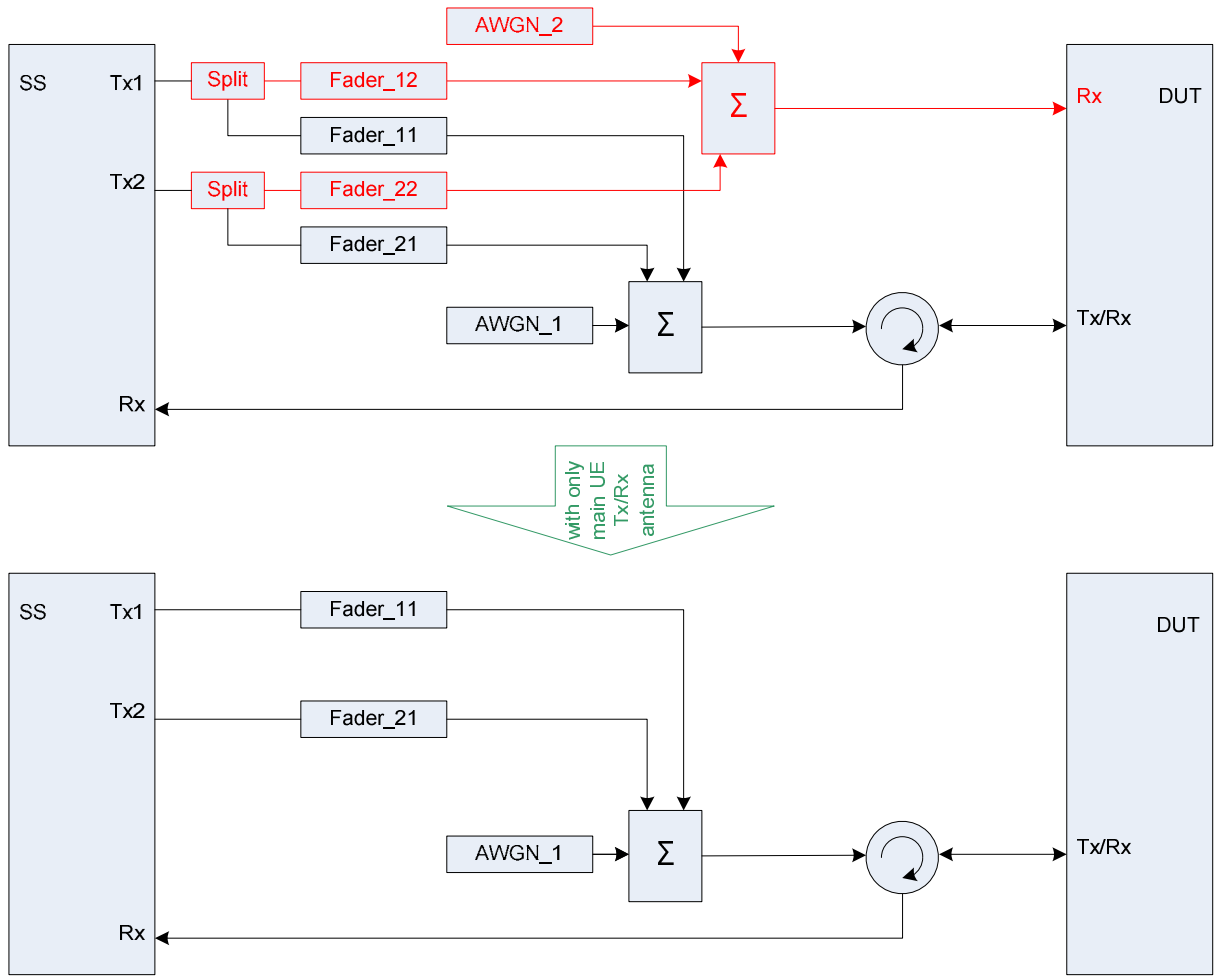 AWGN_2
SS
Tx1
Split
Fader_12
Σ
Rx
DUT
Fader_11
Tx2
Split
Fader_22
Fader_21
AWGN_1
Σ
Tx/Rx
Rx
with only
main UE
Tx/Rx
antenna
SS
Tx1
Fader_11
DUT
Tx2
Fader_21
AWGN_1
Σ
Tx/Rx
Rx